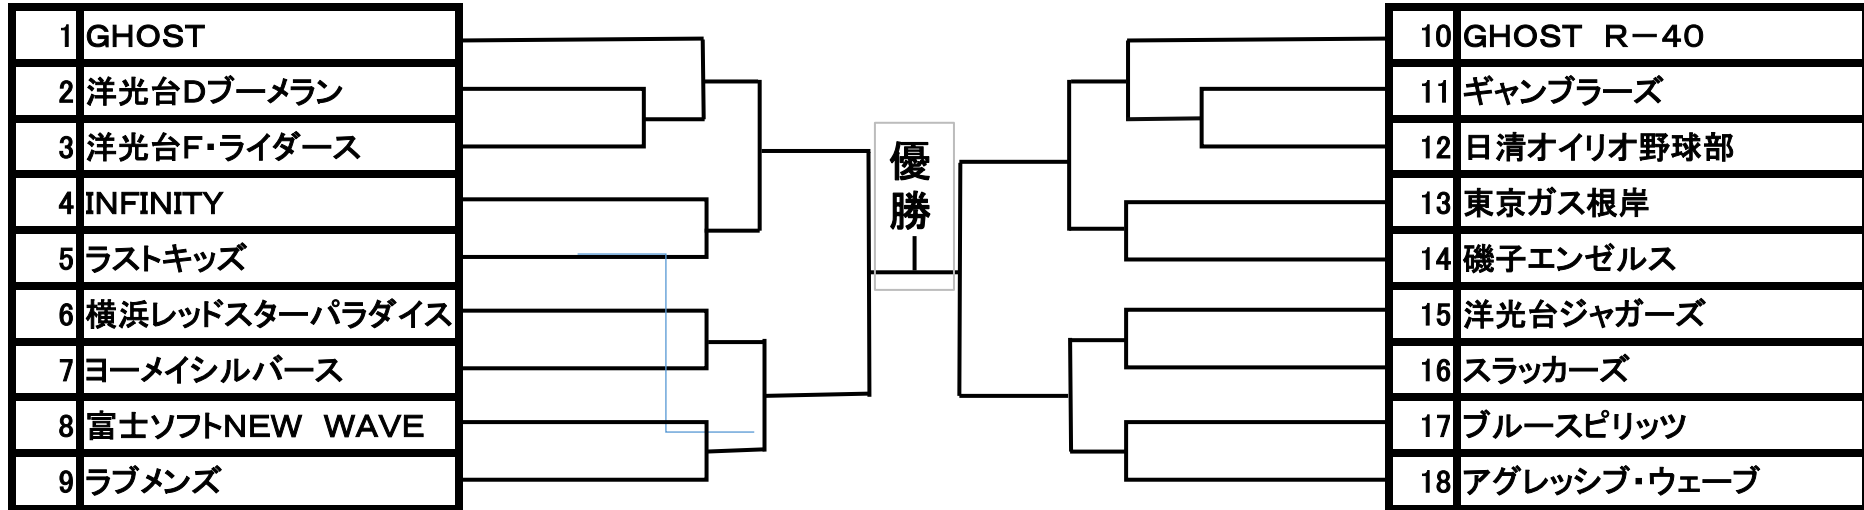 1 GHOST
2 洋光台Dブーメラン
3 洋光台F・ライダース
4 INFINITY
5 ラストキッズ
6 横浜レッドスターパラダイス
7 ヨーメイシルバース
8 富士ソフトNEW　WAVE
9 ラブメンズ
優
勝
10 GHOST　R－40
11 ギャンブラーズ
12 日清オイリオ野球部
13 東京ガス根岸
14 磯子エンゼルス
15 洋光台ジャガーズ
16 スラッカーズ
17 ブルースピリッツ
18 アグレッシブ・ウェーブ